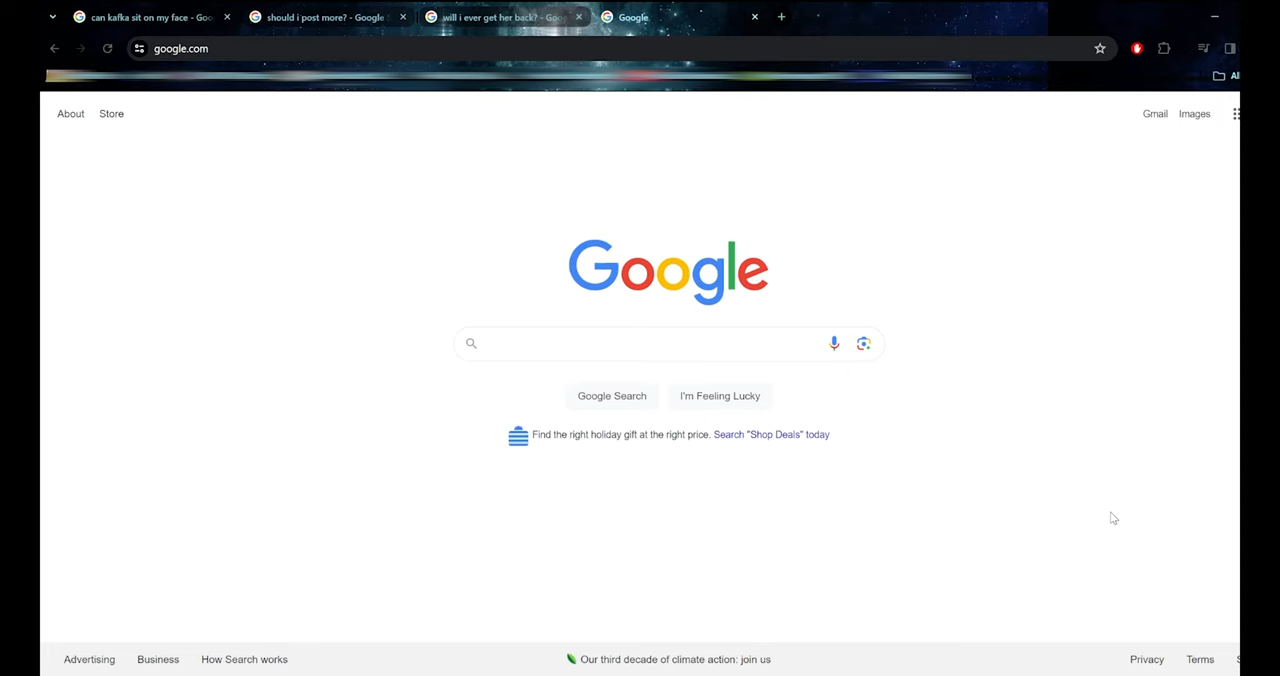 can kafka sit on my face - Goo
should i post more? - Google
will i ever get her back? - Goo
Google
google.com
All
About
Store
Gmail
Images
Google
Google Search
I'm Feeling Lucky
Find the right holiday gift at the right price. Search "Shop Deals" today
Advertising
Business
How Search works
Our third decade of climate action: join us
Privacy
Terms
S